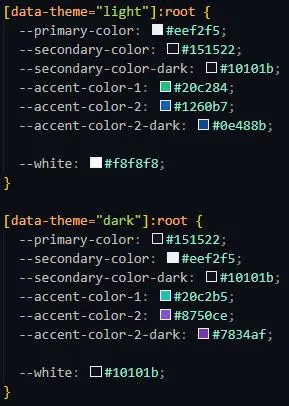 [data-theme="light"]:root {
--primary-color: #eef2f5;
--secondary-color: #151522;
--secondary-color-dark: #10101b;
--accent-color-1: #20c284;
--accent-color-2: #1260b7;
--accent-color-2-dark: #0e488b;
--white: #f8f8f8;
}
[data-theme="dark"]:root {
--primary-color: #151522;
--secondary-color: #eef2f5;
--secondary-color-dark: #10101b;
--accent-color-1: #20c2b5;
--accent-color-2: #8750ce;
--accent-color-2-dark: #7834af;
--white: #10101b;
}